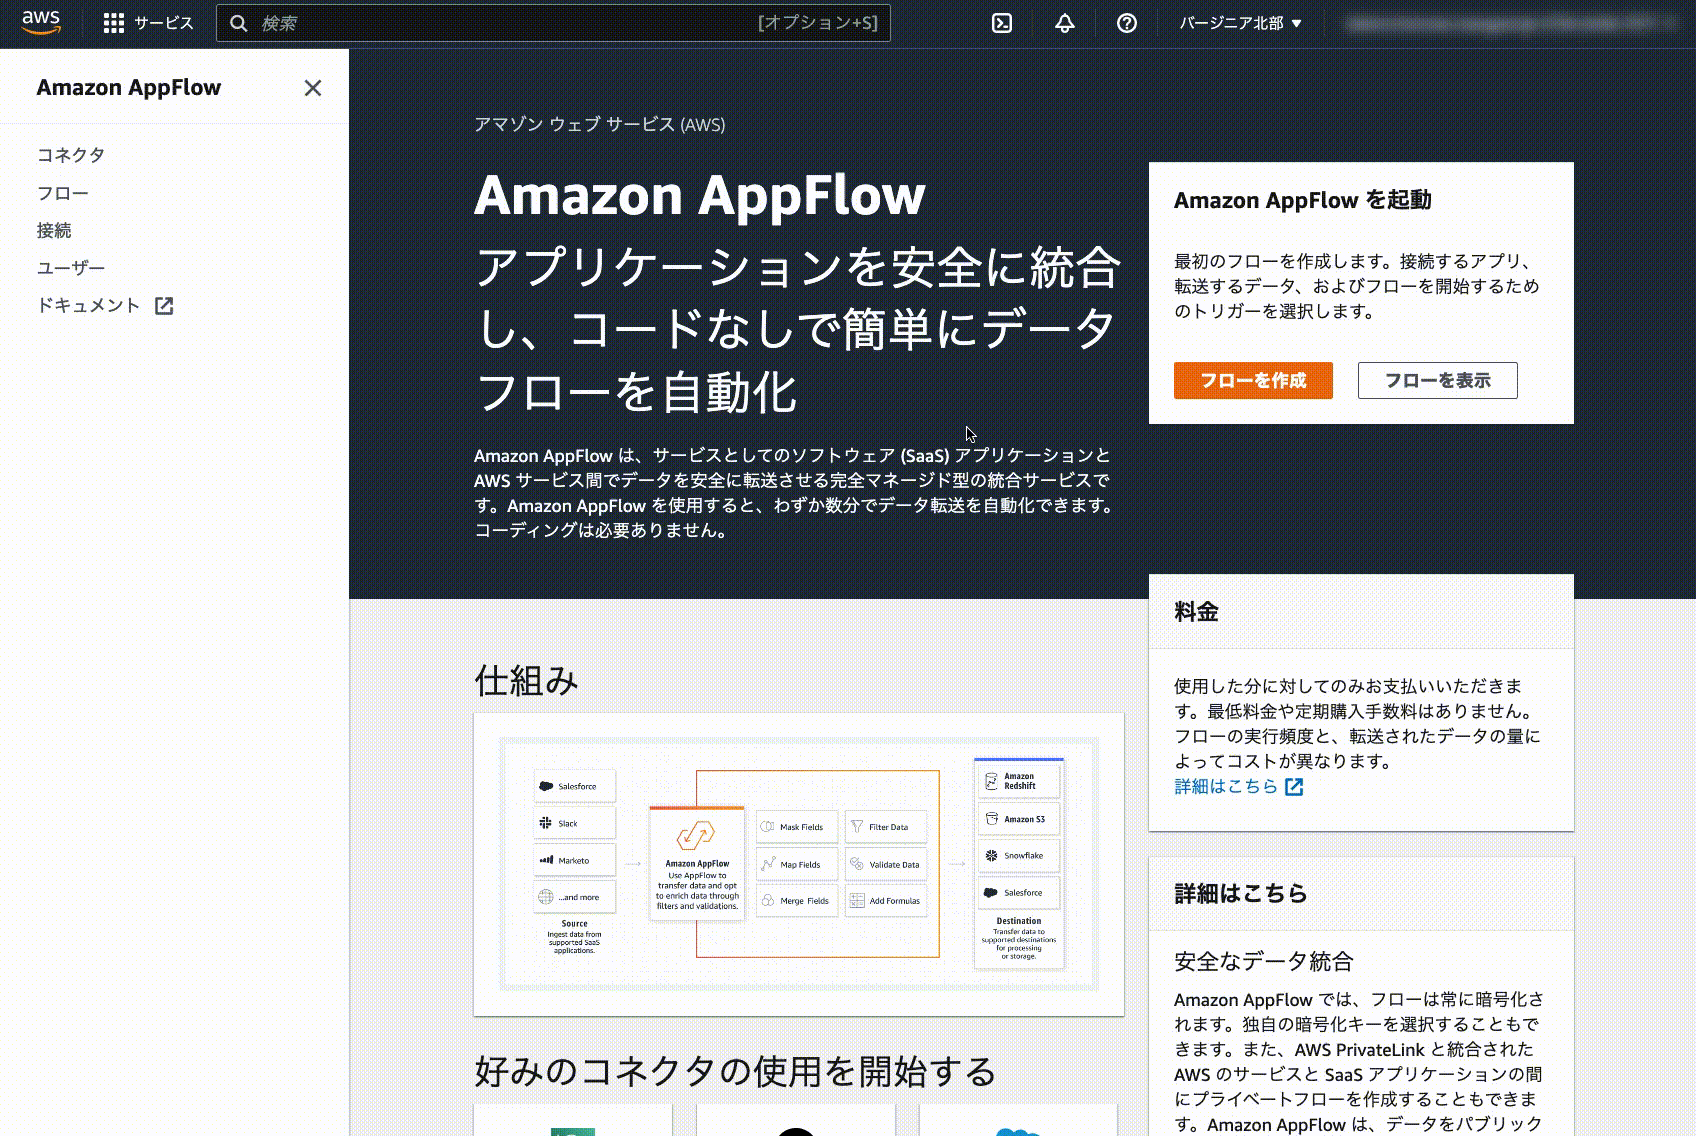 aws
サービス
検索
[オプション+S]
バージニア北部 ▼
Amazon AppFlow
コネクタ
フロー
接続
ユーザー
ドキュメント
アマゾン ウェブ サービス (AWS)
Amazon AppFlow
アプリケーションを安全に統合
し、コードなしで簡単にデータ
フローを自動化
Amazon AppFlow は、サービスとしてのソフトウェア (SaaS) アプリケーションと
AWS サービス間でデータを安全に転送させる完全マネージド型の統合サービスで
す。Amazon AppFlow を使用すると、わずか数分でデータ転送を自動化できます。
コーディングは必要ありません。
Amazon AppFlow を起動
最初のフローを作成します。接続するアプリ、
転送するデータ、およびフローを開始するため
のトリガーを選択します。
フローを作成
フローを表示
仕組み
Salesforce
Slack
Marketo
...and more
Source
Ingest data from
supported SaaS
applications.
Amazon AppFlow
Use AppFlow to
transfer data and opt
to enrich data through
filters and validations.
Mask Fields
Filter Data
Map Fields
Validate Data
Merge Fields
Add Formulas
Amazon
Redshift
Amazon S3
Snowflake
Salesforce
Destination
Transfer data to
supported destinations
for processing
or storage.
好みのコネクタの使用を開始する
料金
使用した分に対してのみお支払いいただきま
す。最低料金や定期購入手数料はありません。
フローの実行頻度と、転送されたデータの量に
よってコストが異なります。
詳細はこちら
詳細はこちら
安全なデータ統合
Amazon AppFlow では、フローは常に暗号化さ
れます。独自の暗号化キーを選択することもで
きます。また、AWS PrivateLink と統合された
AWS のサービスと SaaS アプリケーションの間
にプライベートフローを作成することもできま
す。Amazon AppFlow は、データをパブリック